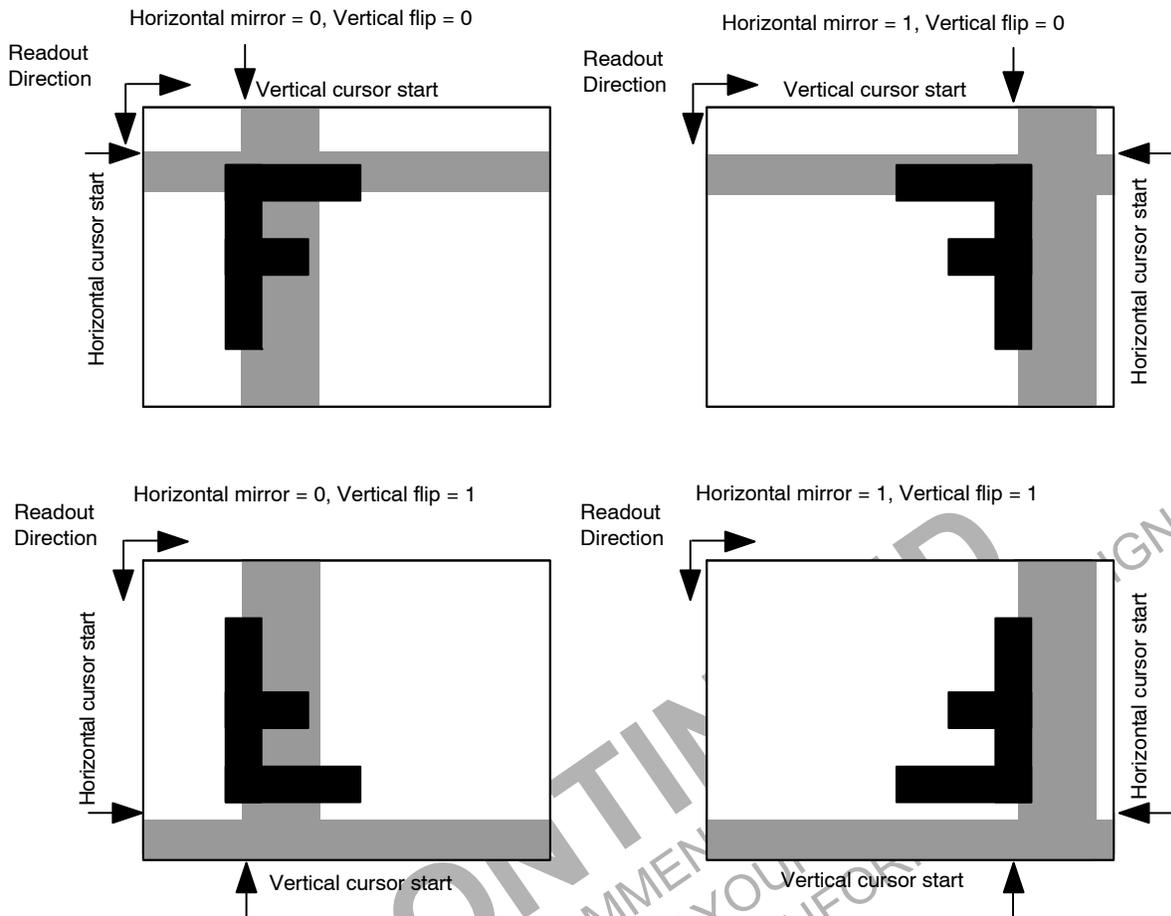 Horizontal mirror = 0, Vertical flip = 0
Readout
Direction
Vertical cursor start
Horizontal cursor start
Horizontal mirror = 1, Vertical flip = 0
Readout
Direction
Vertical cursor start
Horizontal cursor start
Horizontal mirror = 0, Vertical flip = 1
Readout
Direction
Horizontal cursor start
Vertical cursor start
Horizontal mirror = 1, Vertical flip = 1
Readout
Direction
Horizontal cursor start
Vertical cursor start